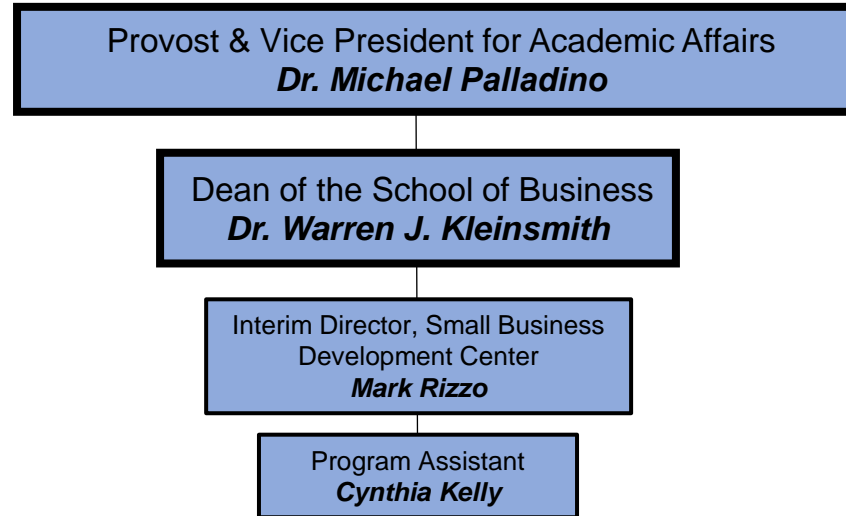 Provost & Vice President for Academic Affairs
Dr. Michael Palladino
Dean of the School of Business
Dr. Warren J. Kleinsmith
Interim Director, Small Business
Development Center
Mark Rizzo
Program Assistant
Cynthia Kelly